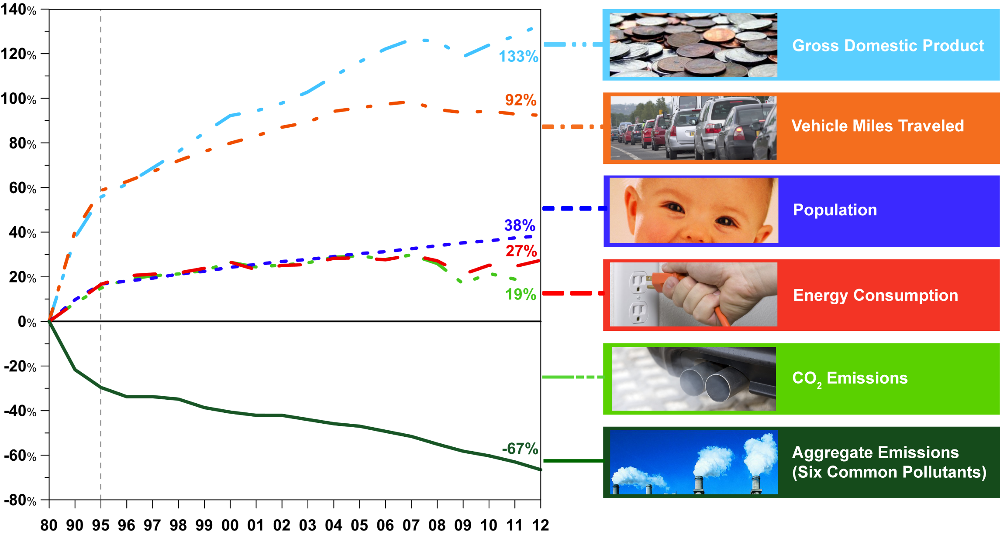 140%
120%
100%
80%
60%
40%
20%
0%
-20%
-40%
-60%
-80%
80 90 95 96 97 98 99 00 01 02 03 04 05 06 07 08 09 10 11 12
133%
92%
38%
27%
19%
-67%
Gross Domestic Product
Vehicle Miles Traveled
Population
Energy Consumption
CO₂ Emissions
Aggregate Emissions
(Six Common Pollutants)